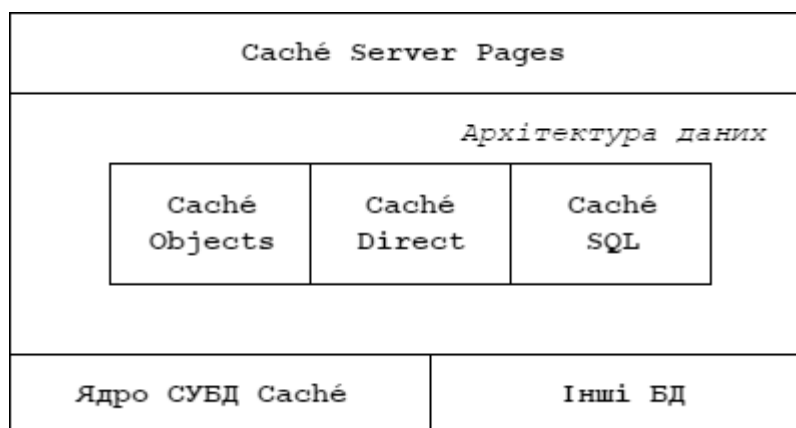 Caché Server Pages
Архітектура даних
Caché
Objects
Caché
Direct
Caché
SQL
Ядро СУБД Caché
Інші БД